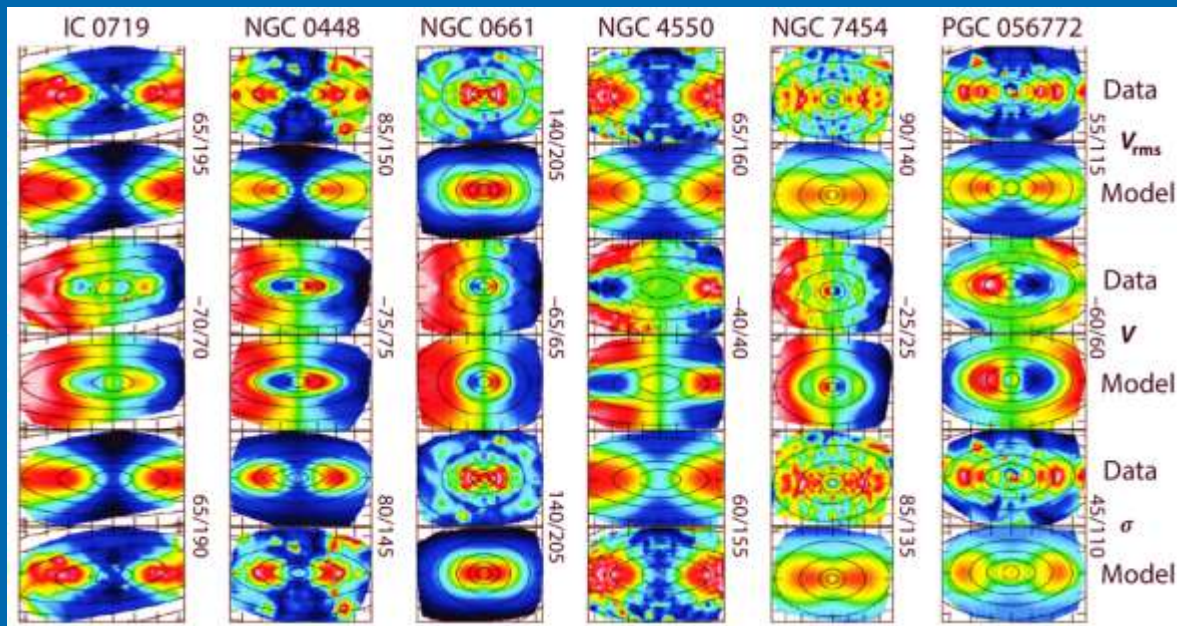 IC 0719 NGC 0448 NGC 0661 NGC 4550 NGC 7454 PGC 056772
65/195 85/150 140/205 65/160 90/140 55/115
Data
Vrms
Model
–70/70 –75/75 –65/65 –40/40 –25/25 –60/60
Data
V
Model
65/190 80/145 140/205 60/155 85/135 45/110
Data
σ
Model